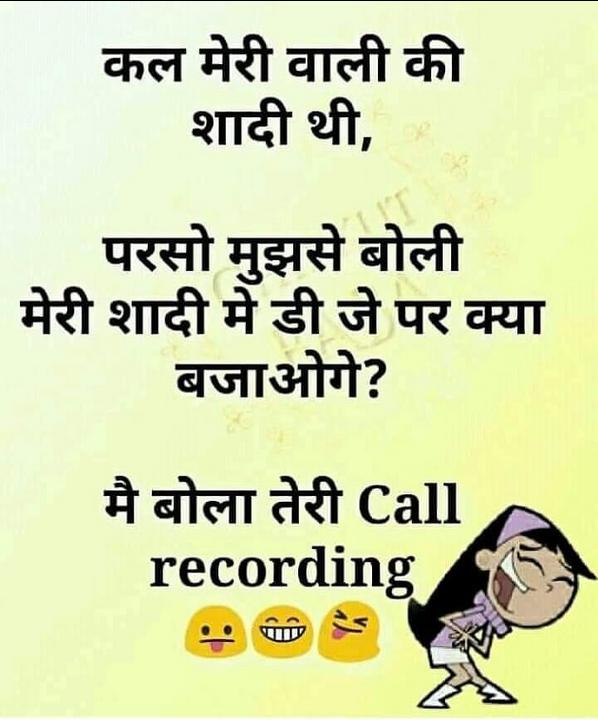 कल मेरी वाली की
शादी थी,
परसो मुझसे बोली
मेरी शादी मे डी जे पर क्या
बजाओगे?
मै बोला तेरी Call
recording